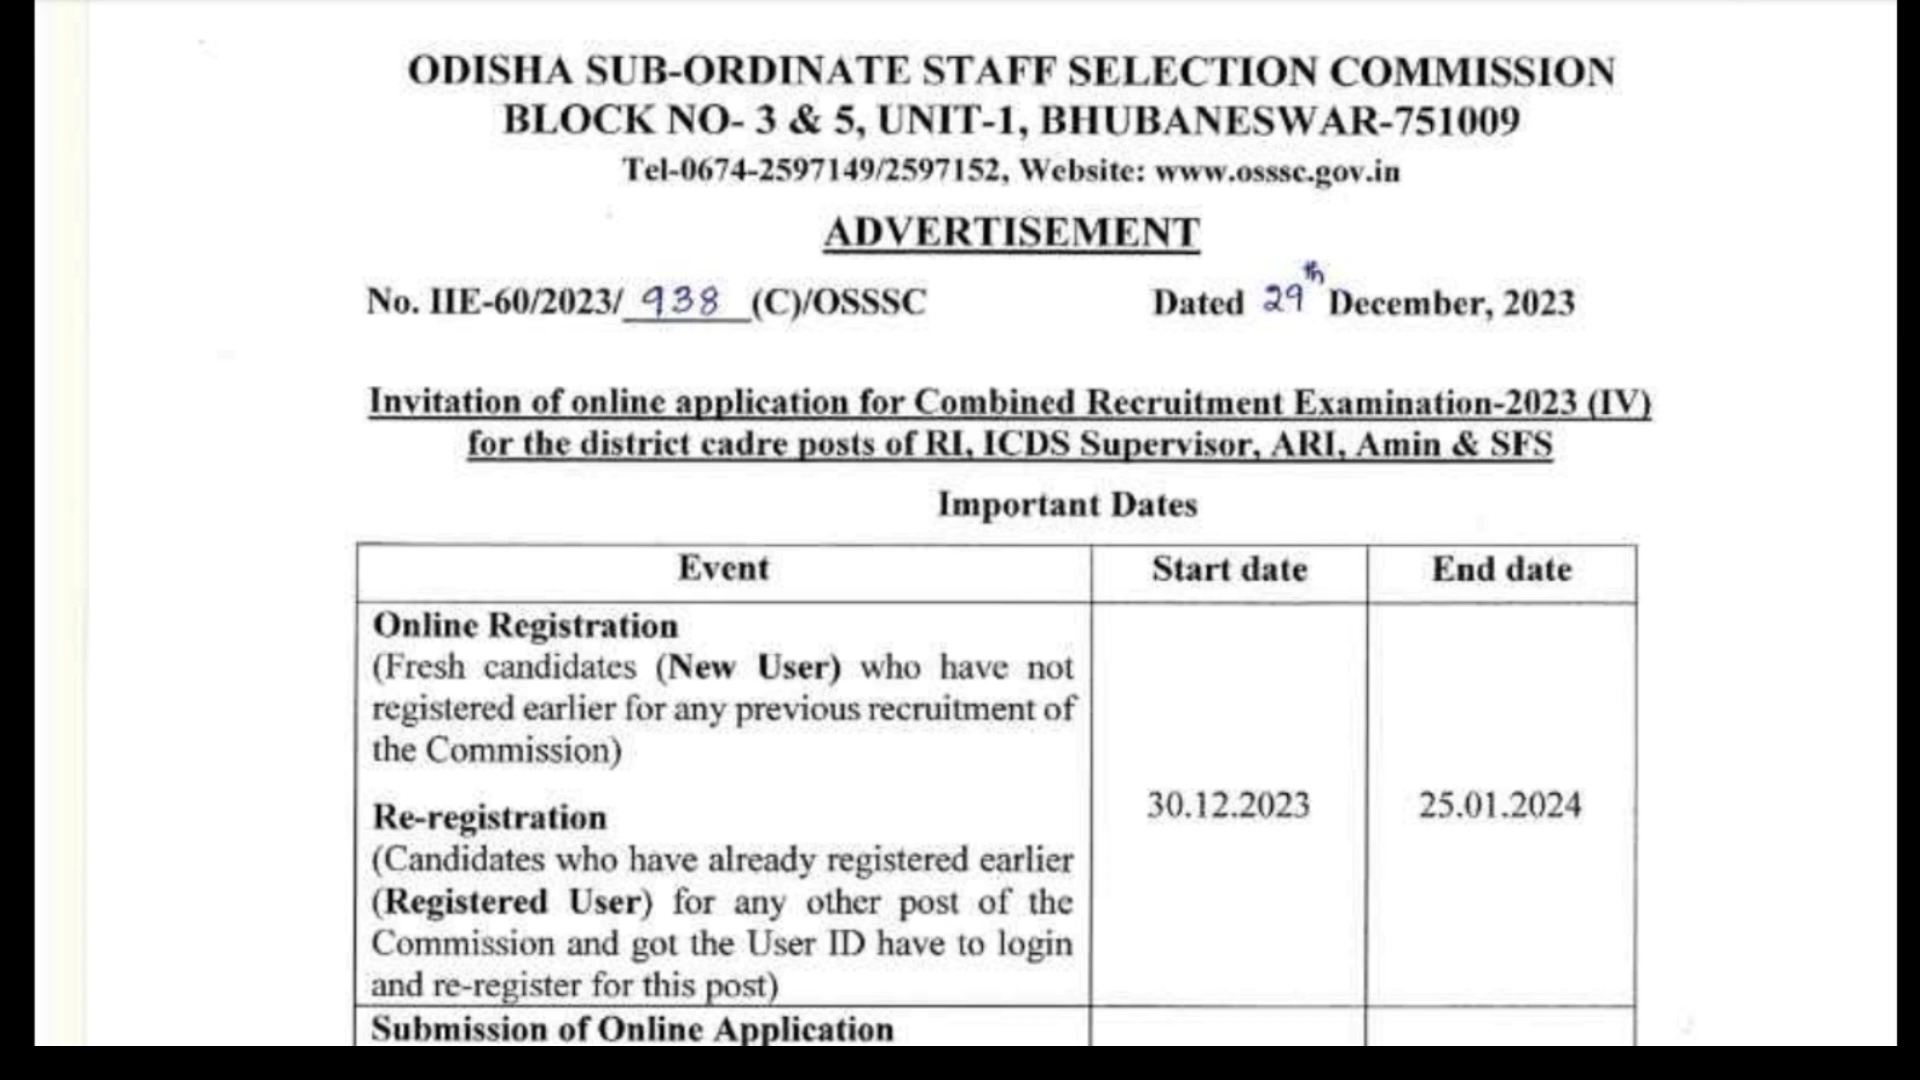 ODISHA SUB-ORDINATE STAFF SELECTION COMMISSION
BLOCK NO- 3 & 5, UNIT-1, BHUBANESWAR-751009
Tel-0674-2597149/2597152, Website: www.osssc.gov.in
ADVERTISEMENT
No. IIE-60/2023/ 938 (C)/OSSSC Dated 29th December, 2023
Invitation of online application for Combined Recruitment Examination-2023 (IV)
for the district cadre posts of RI, ICDS Supervisor, ARI, Amin & SFS
Important Dates
Event Start date End date
Online Registration
(Fresh candidates (New User) who have not
registered earlier for any previous recruitment of
the Commission)
30.12.2023 25.01.2024
Re-registration
(Candidates who have already registered earlier
(Registered User) for any other post of the
Commission and got the User ID have to login
and re-register for this post)
Submission of Online Application